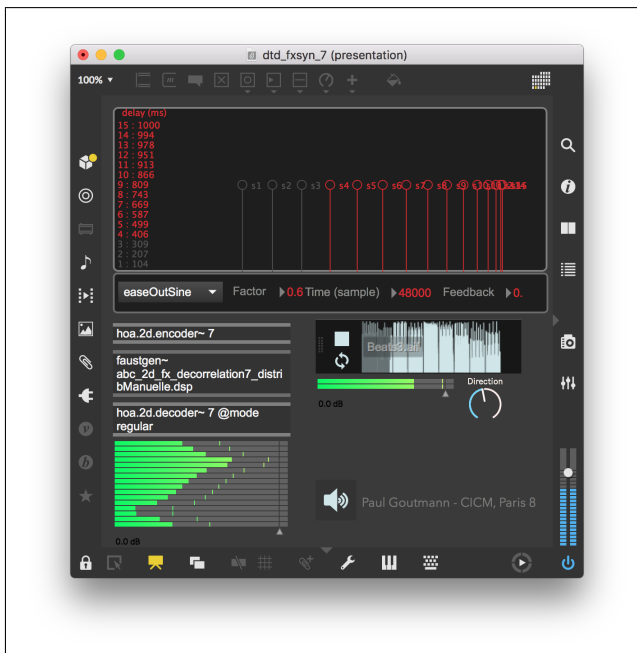 dtd_fxsyn_7 (presentation)
100%
delay (ms)
15 : 1000
14 : 994
13 : 978
12 : 951
11 : 913
10 : 866
9 : 809
8 : 743
7 : 669
6 : 587
5 : 499
4 : 406
3 : 309
2 : 207
1 : 104
s1 s2 s3 s4 s5 s6 s7 s8 s9
easeOutSine Factor 0.6 Time (sample) 48000 Feedback 0.
hoa.2d.encoder~ 7
faustgen~
abc_2d_fx_decorrelation7_distri
bManuelle.dsp
hoa.2d.decoder~ 7 @mode
regular
0.0 dB
Beats3.aif
Direction
0.0 dB
Paul Goutmann - CICM, Paris 8